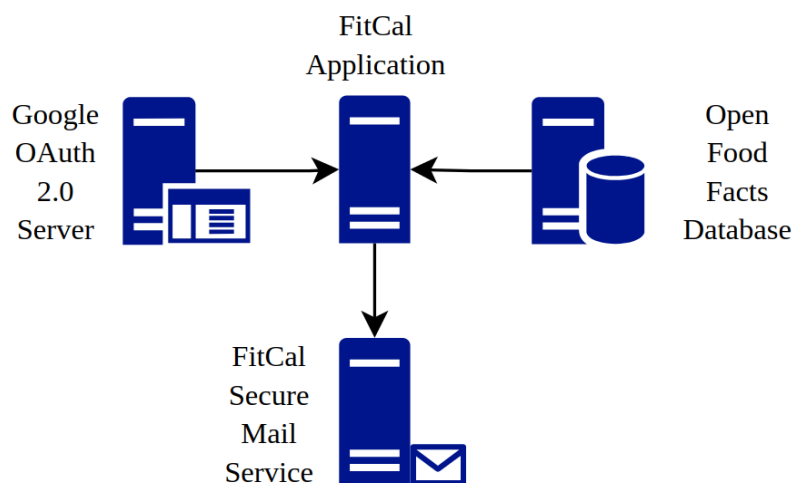 FitCal
Application
Google
OAuth
2.0
Server
Open
Food
Facts
Database
FitCal
Secure
Mail
Service